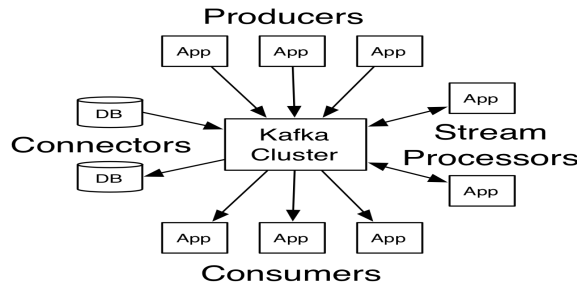 Producers
App App App
DB
App
Connectors
Kafka
Cluster
Stream
Processors
DB
App
App App App
Consumers